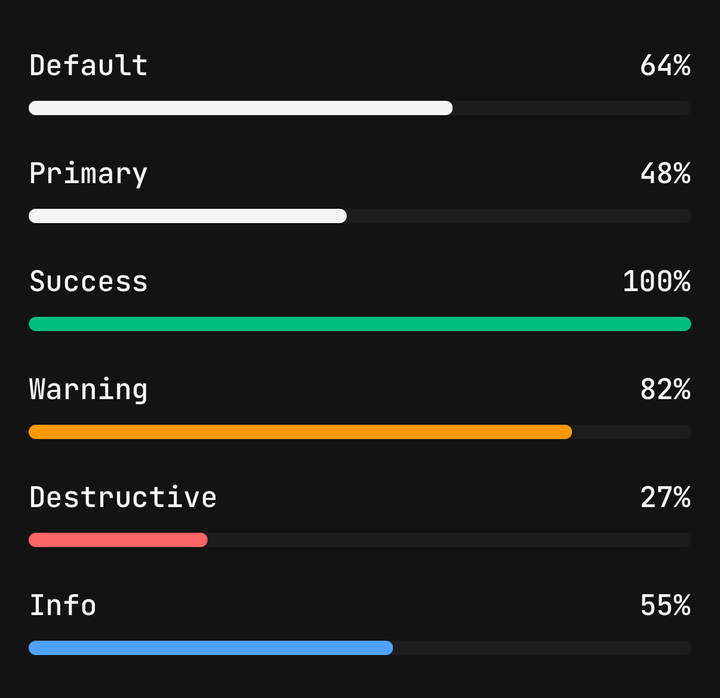 Default 64%
Primary 48%
Success 100%
Warning 82%
Destructive 27%
Info 55%